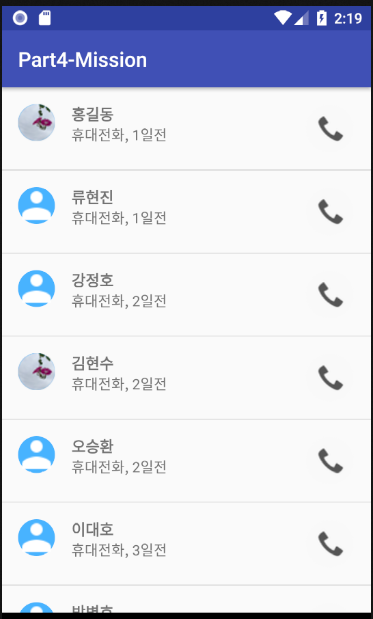 2:19
Part4-Mission
홍길동
휴대전화, 1일전
류현진
휴대전화, 1일전
강정호
휴대전화, 2일전
김현수
휴대전화, 2일전
오승환
휴대전화, 2일전
이대호
휴대전화, 3일전